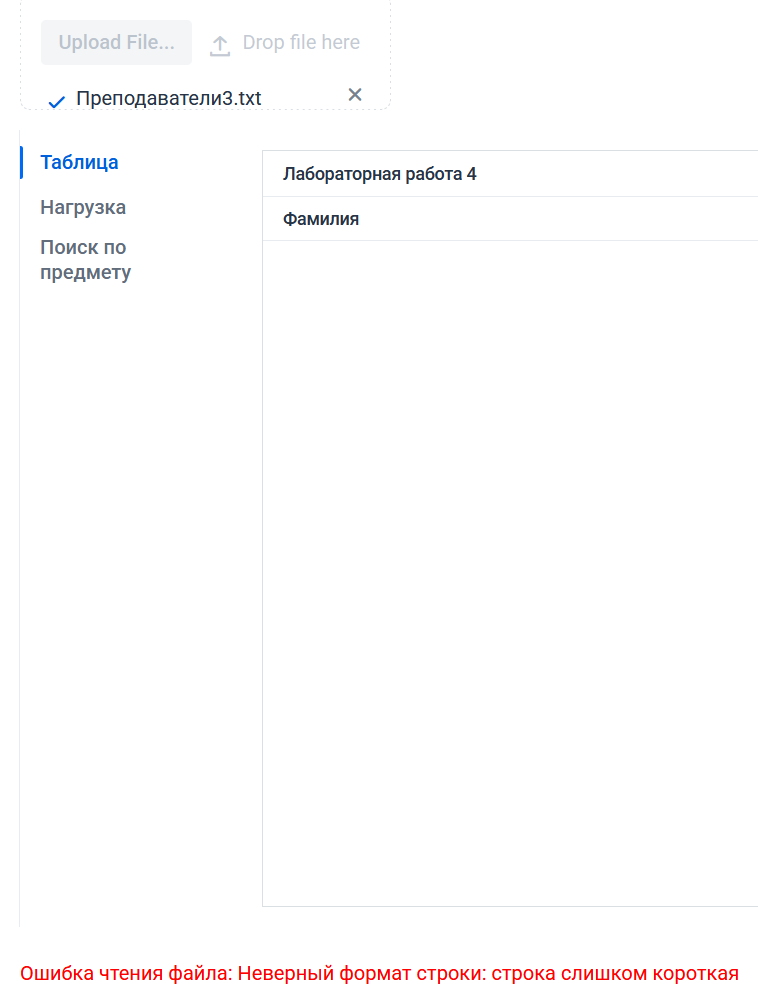 Upload File...
Drop file here
Преподаватели3.txt
Таблица
Нагрузка
Поиск по
предмету
Лабораторная работа 4
Фамилия
Ошибка чтения файла: Неверный формат строки: строка слишком короткая